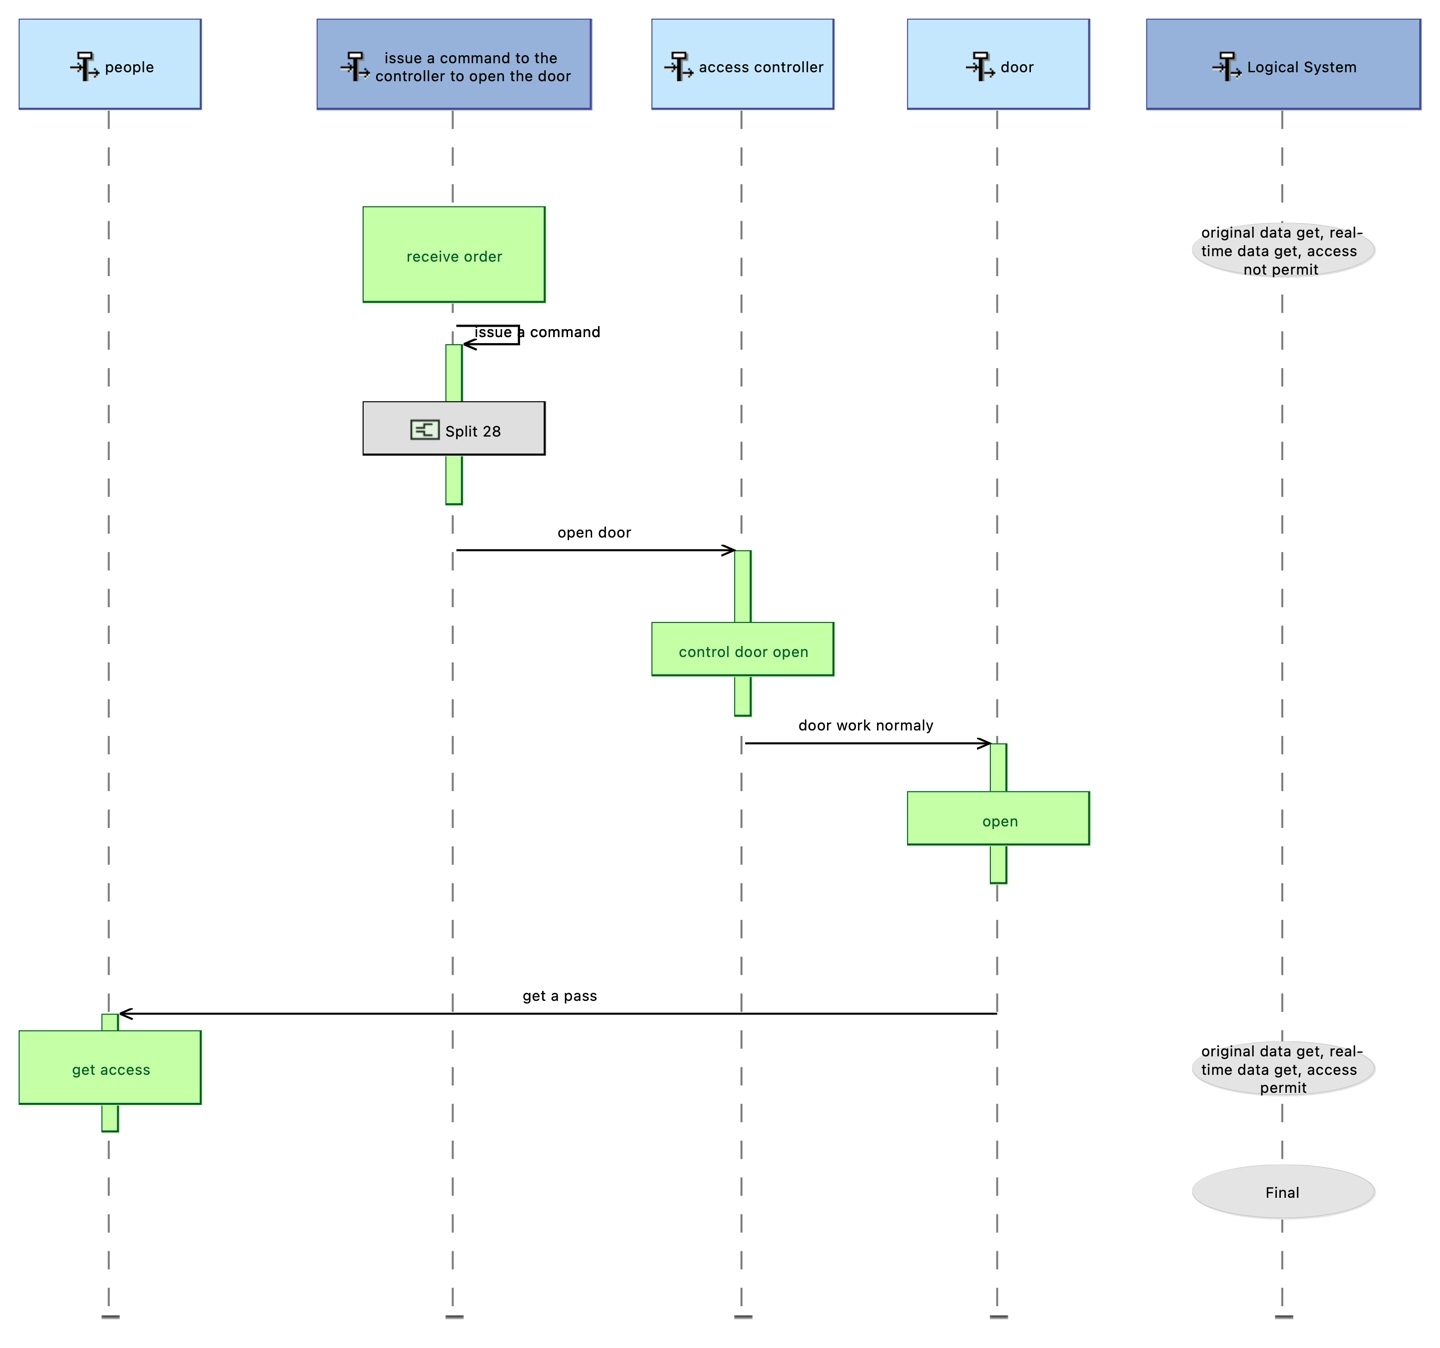 people
issue a command to the
controller to open the door
access controller
door
Logical System
receive order
original data get, real-
time data get, access
not permit
issue a command
Split 28
open door
control door open
door work normaly
open
get a pass
get access
original data get, real-
time data get, access
permit
Final